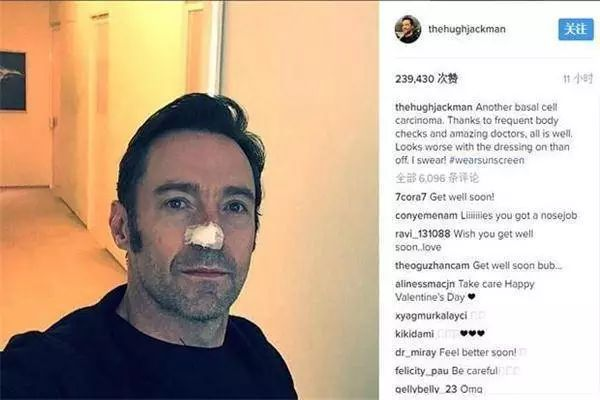 thehughjackman
关注
239,430 次赞
11 小时
thehughjackman Another basal cell
carcinoma. Thanks to frequent body
checks and amazing doctors, all is well.
Looks worse with the dressing on than
off. I swear! #wearsunscreen
全部 6,096 条评论
7cora7 Get well soon!
conyemenam Liiiiiiies you got a nosejob
ravi_131088 Wish you get well
soon..love
theoguzhancam Get well soon bub...
alinessmacjn Take care Happy
Valentine's Day ❤
xyagmurkalayci
kikidami ❤❤❤
dr_miray Feel better soon!
felicity_pau Be careful
gellybelly_23 Omg